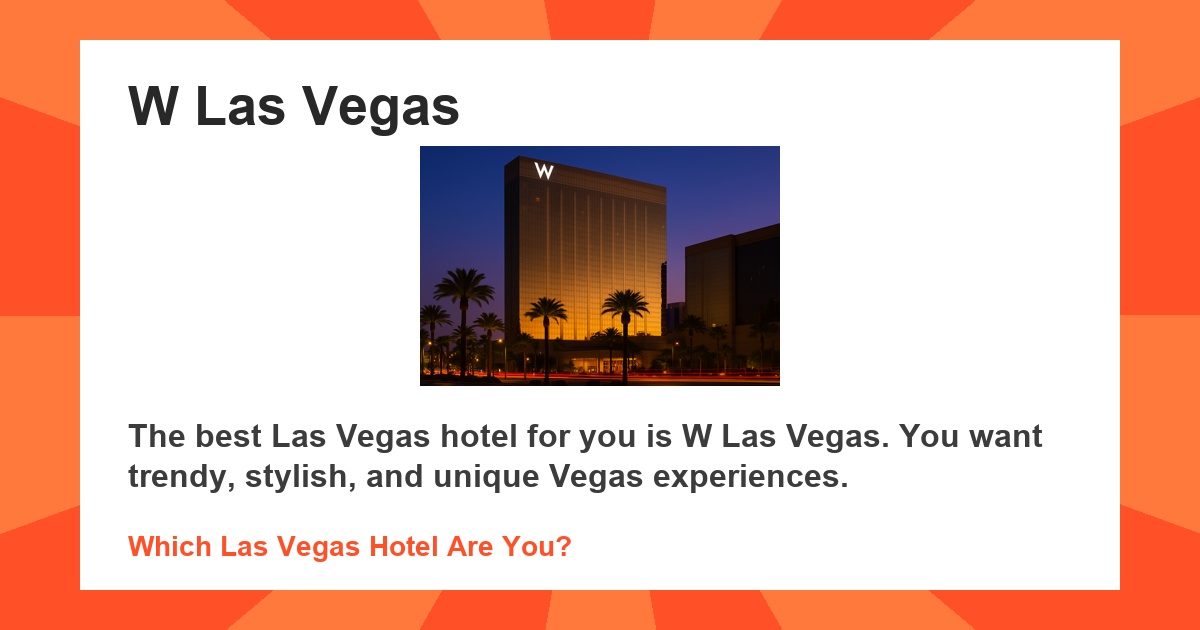 W Las Vegas
W
The best Las Vegas hotel for you is W Las Vegas. You want
trendy, stylish, and unique Vegas experiences.
Which Las Vegas Hotel Are You?